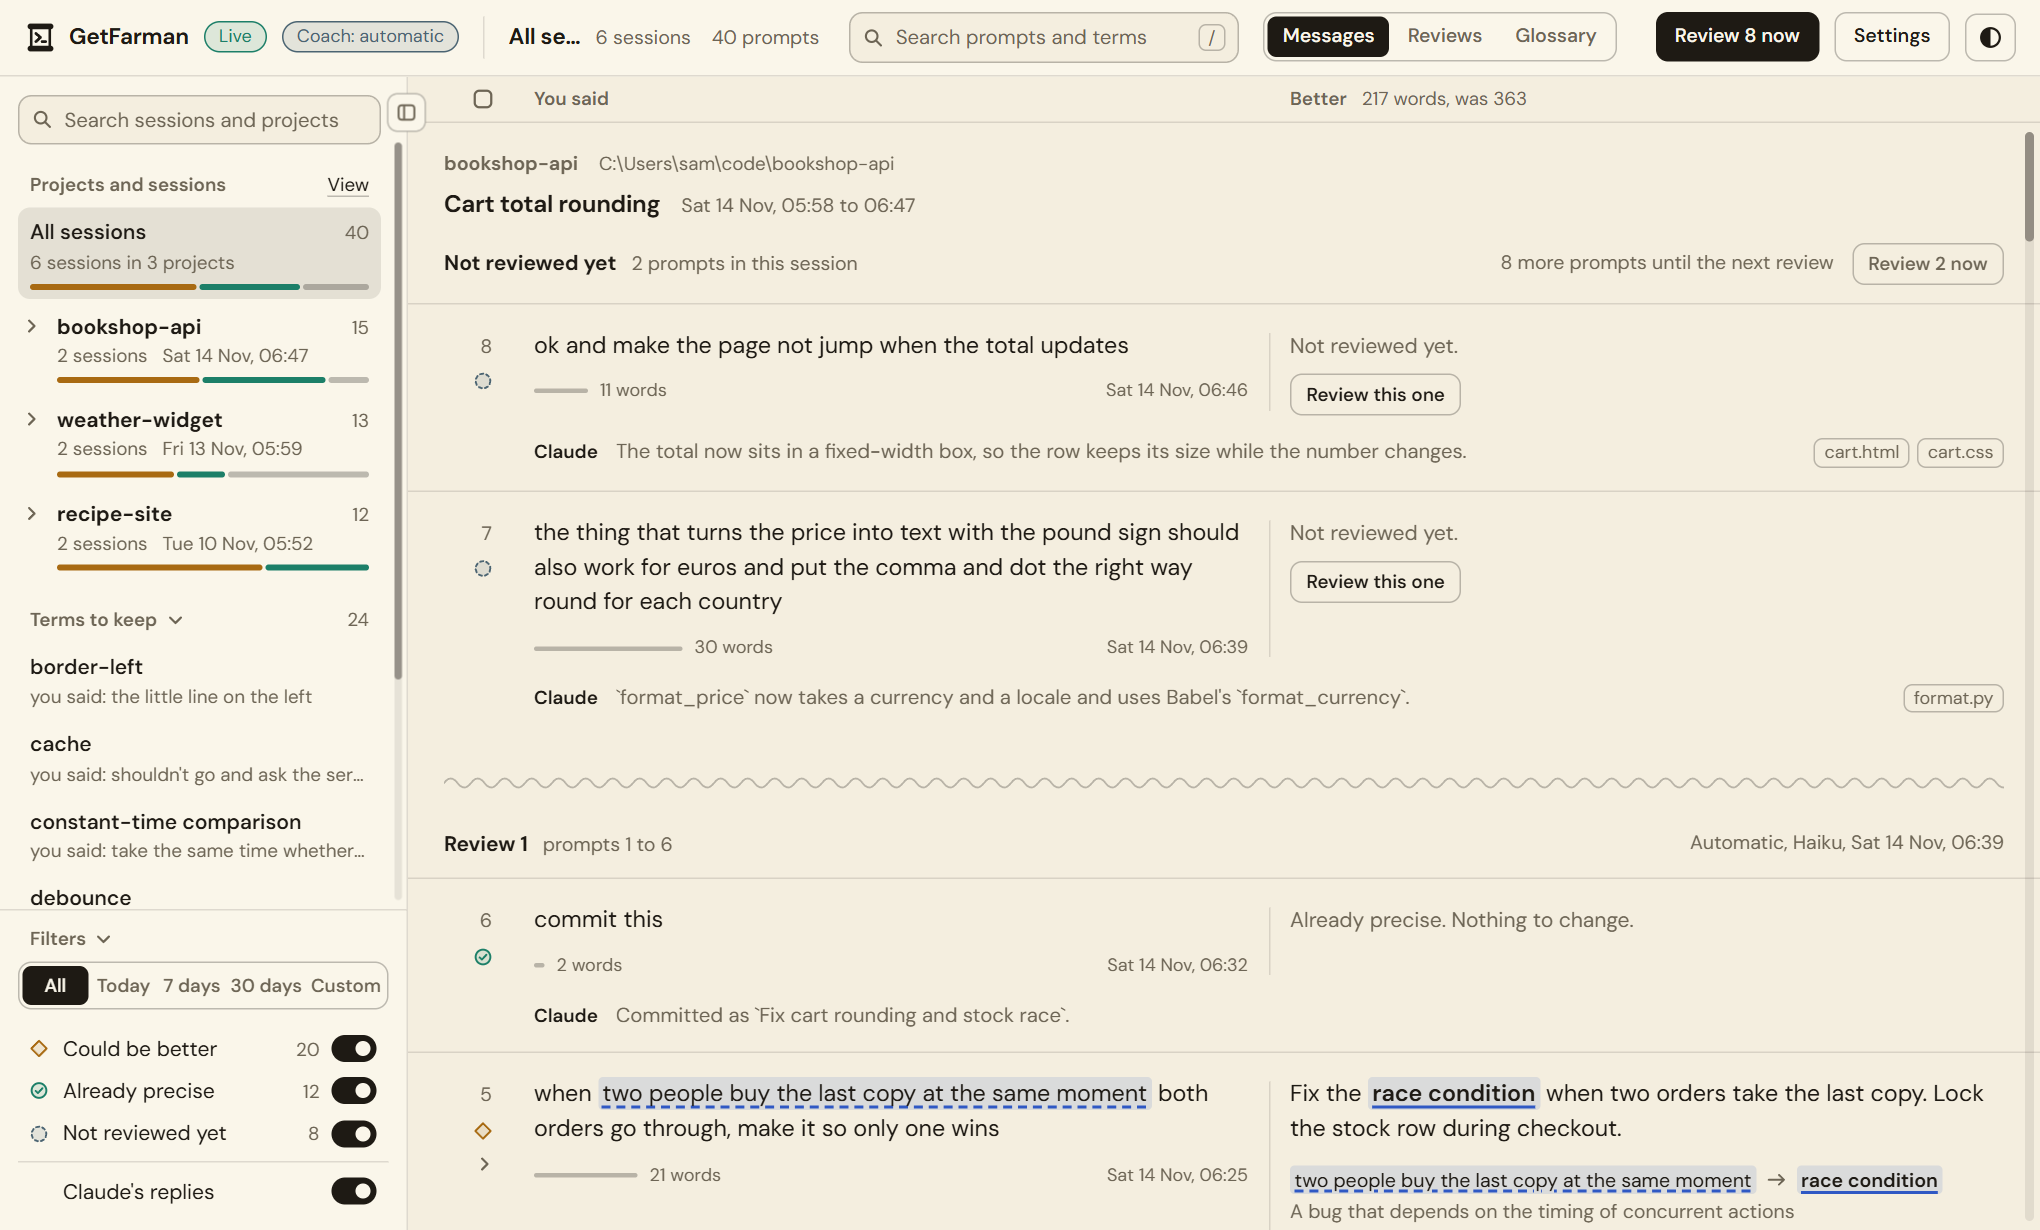 GetFarman Live Coach: automatic All se... 6 sessions 40 prompts Search prompts and terms / Messages Reviews Glossary Review 8 now Settings
Search sessions and projects
Projects and sessions View
All sessions 40
6 sessions in 3 projects
bookshop-api 15
2 sessions Sat 14 Nov, 06:47
weather-widget 13
2 sessions Fri 13 Nov, 05:59
recipe-site 12
2 sessions Tue 10 Nov, 05:52
Terms to keep 24
border-left
you said: the little line on the left
cache
you said: shouldn't go and ask the ser...
constant-time comparison
you said: take the same time whether...
debounce
Filters
All Today 7 days 30 days Custom
Could be better 20
Already precise 12
Not reviewed yet 8
Claude's replies
You said Better 217 words, was 363
bookshop-api C:\Users\sam\code\bookshop-api
Cart total rounding Sat 14 Nov, 05:58 to 06:47
Not reviewed yet 2 prompts in this session 8 more prompts until the next review Review 2 now
8 ok and make the page not jump when the total updates
11 words Sat 14 Nov, 06:46
Not reviewed yet.
Review this one
Claude The total now sits in a fixed-width box, so the row keeps its size while the number changes. cart.html cart.css
7 the thing that turns the price into text with the pound sign should
also work for euros and put the comma and dot the right way
round for each country
30 words Sat 14 Nov, 06:39
Not reviewed yet.
Review this one
Claude `format_price` now takes a currency and a locale and uses Babel's `format_currency`. format.py
Review 1 prompts 1 to 6 Automatic, Haiku, Sat 14 Nov, 06:39
6 commit this
2 words Sat 14 Nov, 06:32
Already precise. Nothing to change.
Claude Committed as `Fix cart rounding and stock race`.
5 when two people buy the last copy at the same moment both
orders go through, make it so only one wins
21 words Sat 14 Nov, 06:25
Fix the race condition when two orders take the last copy. Lock
the stock row during checkout.
two people buy the last copy at the same moment → race condition
A bug that depends on the timing of concurrent actions